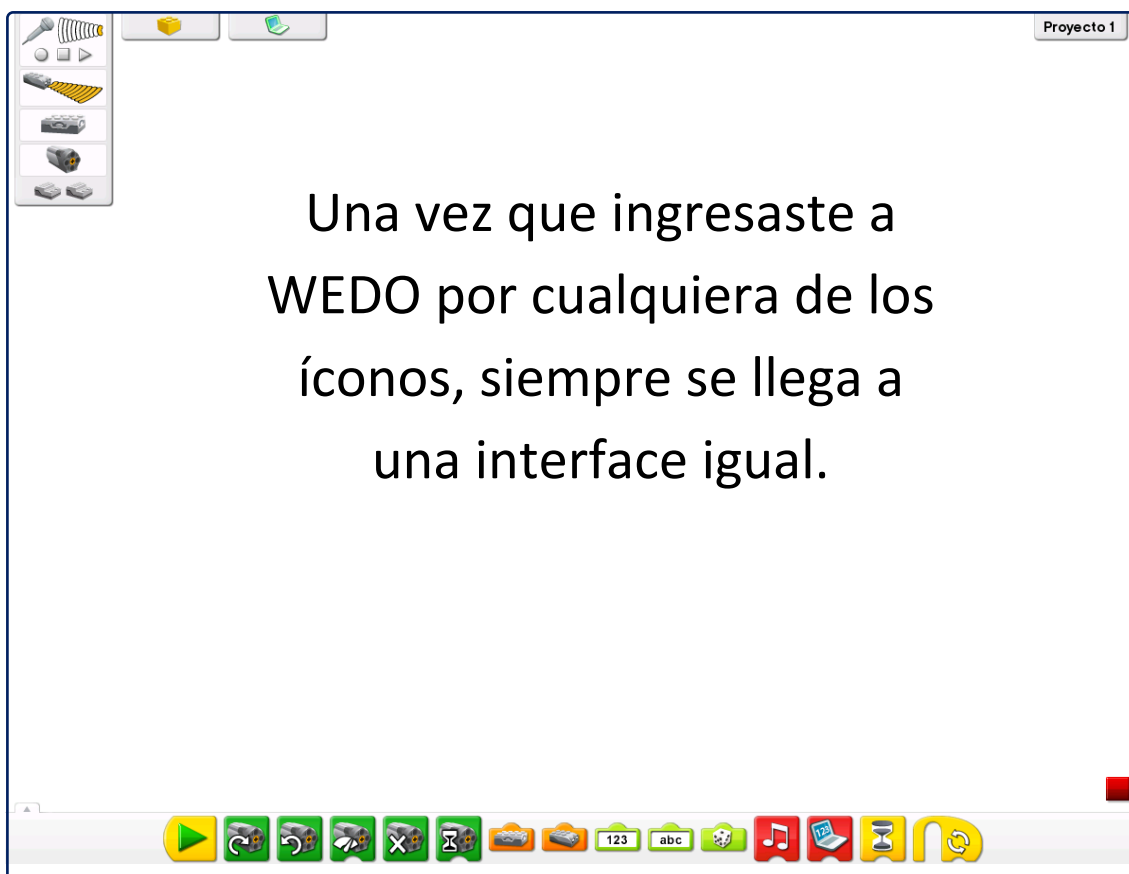 Proyecto 1
Una vez que ingresaste a
WEDO por cualquiera de los
íconos, siempre se llega a
una interface igual.
123 abc 123